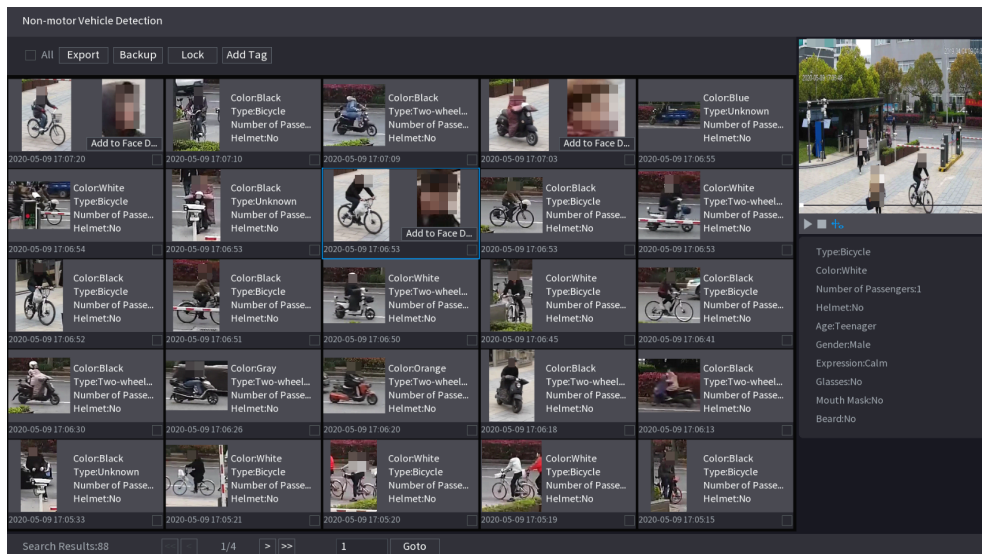 Non-motor Vehicle Detection
All Export Backup Lock Add Tag
Add to Face D...
2020-05-09 17:07:20
Color:Black
Type:Bicycle
Number of Passe...
Helmet:No
2020-05-09 17:07:10
Color:Black
Type:Two-wheel...
Number of Passe...
Helmet:No
2020-05-09 17:07:09
Add to Face D...
2020-05-09 17:07:03
Color:Blue
Type:Unknown
Number of Passe...
Helmet:No
2020-05-09 17:06:55
Color:White
Type:Bicycle
Number of Passe...
Helmet:No
2020-05-09 17:06:54
Color:Black
Type:Unknown
Number of Passe...
Helmet:No
2020-05-09 17:06:53
Add to Face D...
2020-05-09 17:06:53
Color:Black
Type:Bicycle
Number of Passe...
Helmet:No
2020-05-09 17:06:53
Color:White
Type:Two-wheel...
Number of Passe...
Helmet:No
2020-05-09 17:06:53
Color:Black
Type:Bicycle
Number of Passe...
Helmet:No
2020-05-09 17:06:52
Color:Black
Type:Bicycle
Number of Passe...
Helmet:No
2020-05-09 17:06:51
Color:White
Type:Two-wheel...
Number of Passe...
Helmet:No
2020-05-09 17:06:50
Color:White
Type:Bicycle
Number of Passe...
Helmet:No
2020-05-09 17:06:45
Color:Black
Type:Bicycle
Number of Passe...
Helmet:No
2020-05-09 17:06:41
Color:Black
Type:Two-wheel...
Number of Passe...
Helmet:No
2020-05-09 17:06:30
Color:Gray
Type:Two-wheel...
Number of Passe...
Helmet:No
2020-05-09 17:06:26
Color:Orange
Type:Two-wheel...
Number of Passe...
Helmet:No
2020-05-09 17:06:20
Color:Black
Type:Two-wheel...
Number of Passe...
Helmet:No
2020-05-09 17:06:18
Color:Black
Type:Two-wheel...
Number of Passe...
Helmet:No
2020-05-09 17:06:13
Color:Black
Type:Unknown
Number of Passe...
Helmet:No
2020-05-09 17:05:33
Color:White
Type:Bicycle
Number of Passe...
Helmet:No
2020-05-09 17:05:21
Color:White
Type:Bicycle
Number of Passe...
Helmet:No
2020-05-09 17:05:20
Color:White
Type:Bicycle
Number of Passe...
Helmet:No
2020-05-09 17:05:19
Color:Black
Type:Bicycle
Number of Passe...
Helmet:No
2020-05-09 17:05:15
Type:Bicycle
Color:White
Number of Passengers:1
Helmet:No
Age:Teenager
Gender:Male
Expression:Calm
Glasses:No
Mouth Mask:No
Beard:No
Search Results:88 << < 1/4 > >> 1 Goto